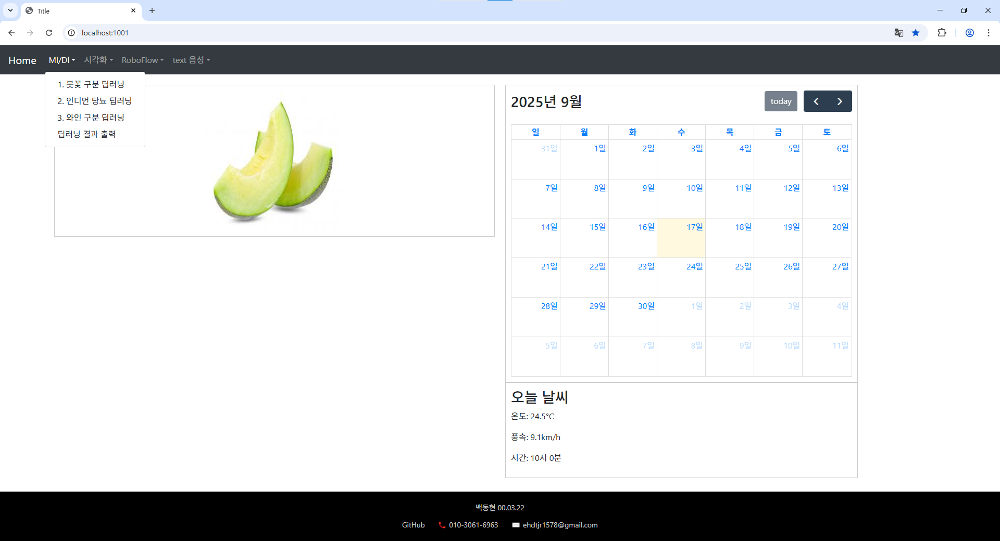 Title
localhost:1001
Home Ml/Dl 시각화 RoboFlow text 음성
1. 붓꽃 구분 딥러닝
2. 인디언 당뇨 딥러닝
3. 와인 구분 딥러닝
딥러닝 결과 출력
2025년 9월 today
일 월 화 수 목 금 토
31일 1일 2일 3일 4일 5일 6일
7일 8일 9일 10일 11일 12일 13일
14일 15일 16일 17일 18일 19일 20일
21일 22일 23일 24일 25일 26일 27일
28일 29일 30일 1일 2일 3일 4일
5일 6일 7일 8일 9일 10일 11일
오늘 날씨
온도: 24.5°C
풍속: 9.1km/h
시간: 10시 0분
백동현 00.03.22
GitHub 010-3061-6963 ehdtjr1578@gmail.com